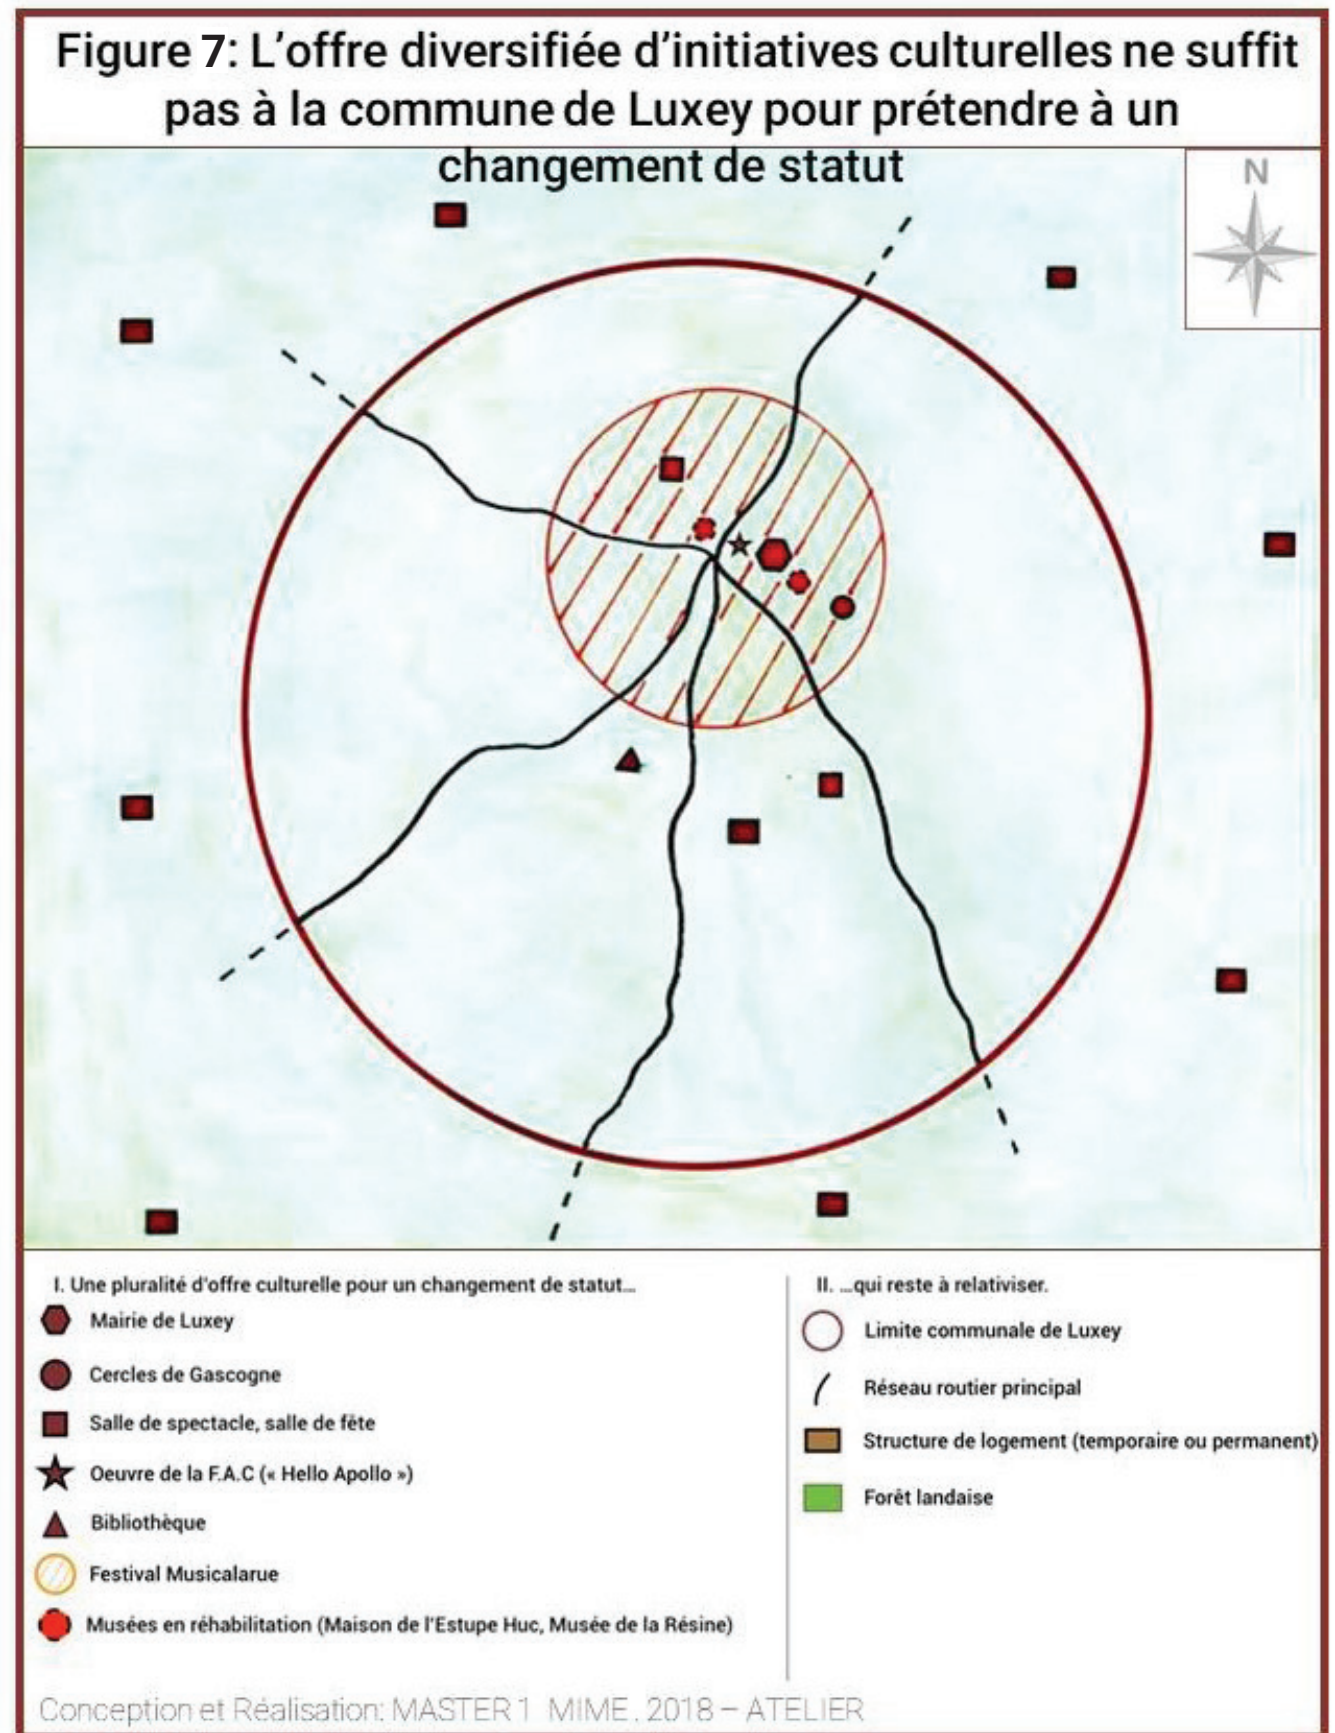 Figure 7: L'offre diversifiée d'initiatives culturelles ne suffit
pas à la commune de Luxey pour prétendre à un
changement de statut
N
I. Une pluralité d'offre culturelle pour un changement de statut...
Mairie de Luxey
Cercles de Gascogne
Salle de spectacle, salle de fête
Oeuvre de la F.A.C (« Hello Apollo »)
Bibliothèque
Festival Musicalarue
Musées en réhabilitation (Maison de l'Estupe Huc, Musée de la Résine)
II. ...qui reste à relativiser.
Limite communale de Luxey
Réseau routier principal
Structure de logement (temporaire ou permanent)
Forêt landaise
Conception et Réalisation: MASTER 1 MIME . 2018 – ATELIER